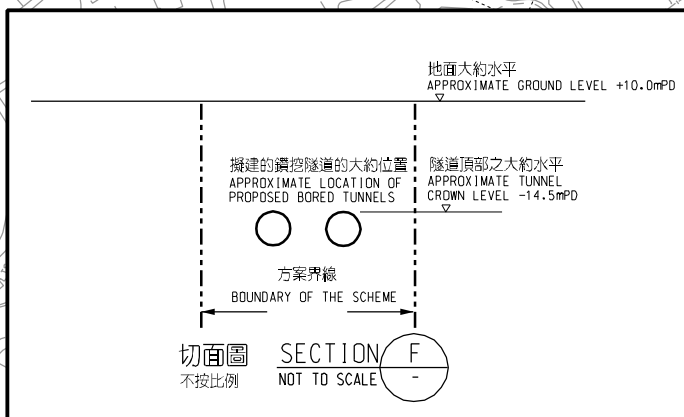 地面大約水平
APPROXIMATE GROUND LEVEL +10.0mPD
擬建的鑽挖隧道的大約位置
APPROXIMATE LOCATION OF
PROPOSED BORED TUNNELS
隧道頂部之大約水平
APPROXIMATE TUNNEL
CROWN LEVEL -14.5mPD
方案界線
BOUNDARY OF THE SCHEME
切面圖 SECTION F
不按比例 NOT TO SCALE -